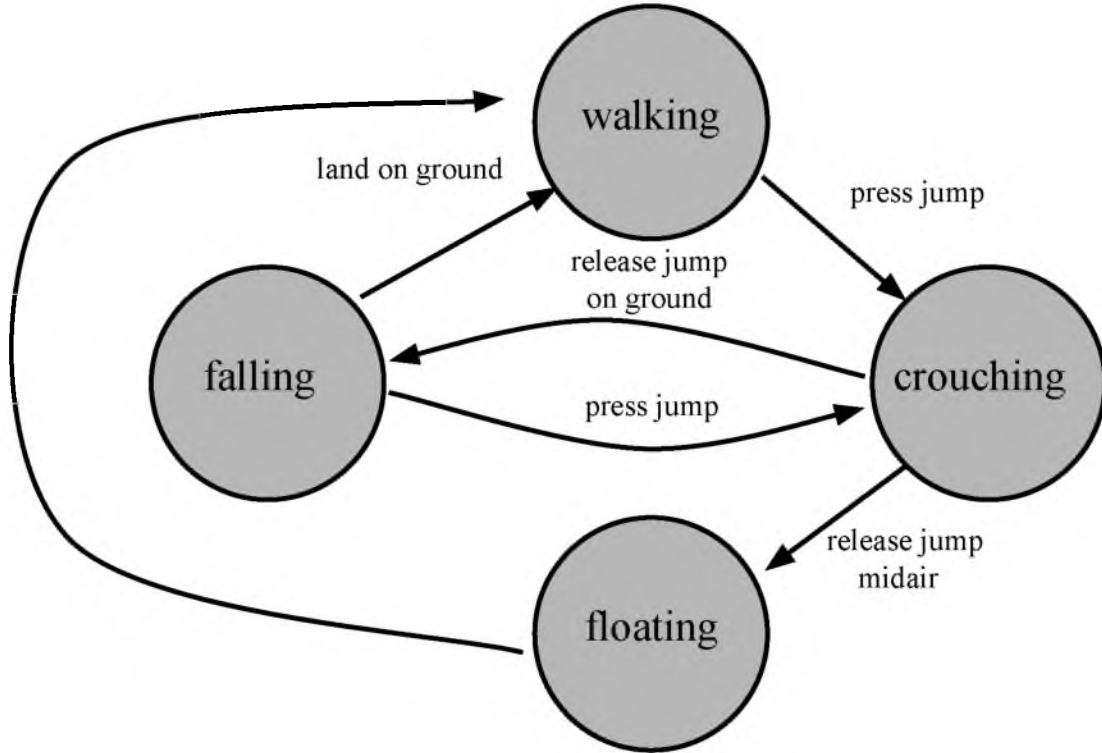 walking
land on ground
press jump
release jump
on ground
falling
crouching
press jump
release jump
midair
floating